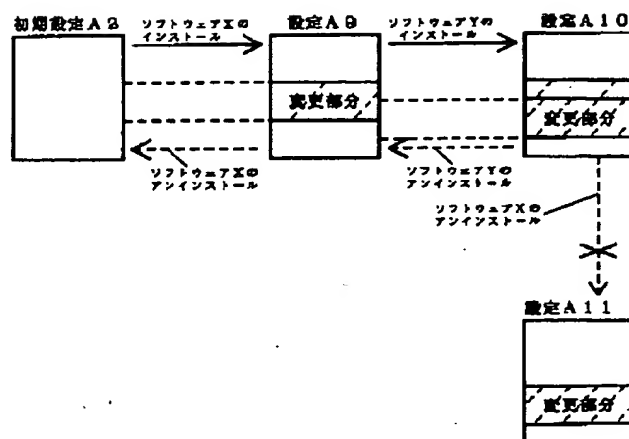 初期設定A8
ソフトウェアXの
インストール
設定A9
ソフトウェアYの
インストール
設定A10
変更部分
変更部分
ソフトウェアXの
アンインストール
ソフトウェアYの
アンインストール
ソフトウェアXの
アンインストール
設定A11
変更部分